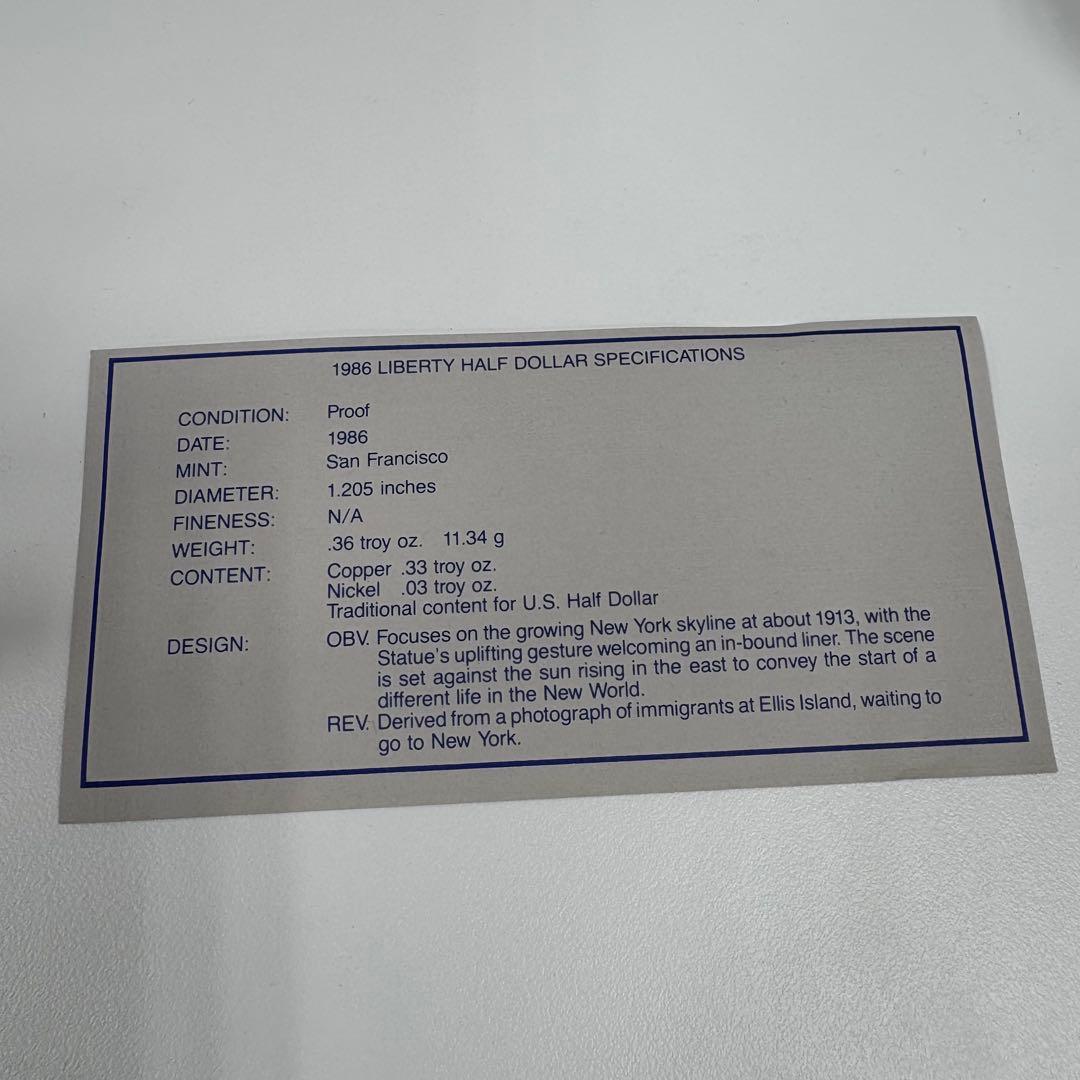 1986 LIBERTY HALF DOLLAR SPECIFICATIONS
CONDITION: Proof
DATE: 1986
MINT: San Francisco
DIAMETER: 1.205 inches
FINENESS: N/A
WEIGHT: .36 troy oz. 11.34 g
CONTENT: Copper .33 troy oz.
Nickel .03 troy oz.
Traditional content for U.S. Half Dollar
DESIGN: OBV. Focuses on the growing New York skyline at about 1913, with the
Statue's uplifting gesture welcoming an in-bound liner. The scene
is set against the sun rising in the east to convey the start of a
different life in the New World.
REV. Derived from a photograph of immigrants at Ellis Island, waiting to
go to New York.